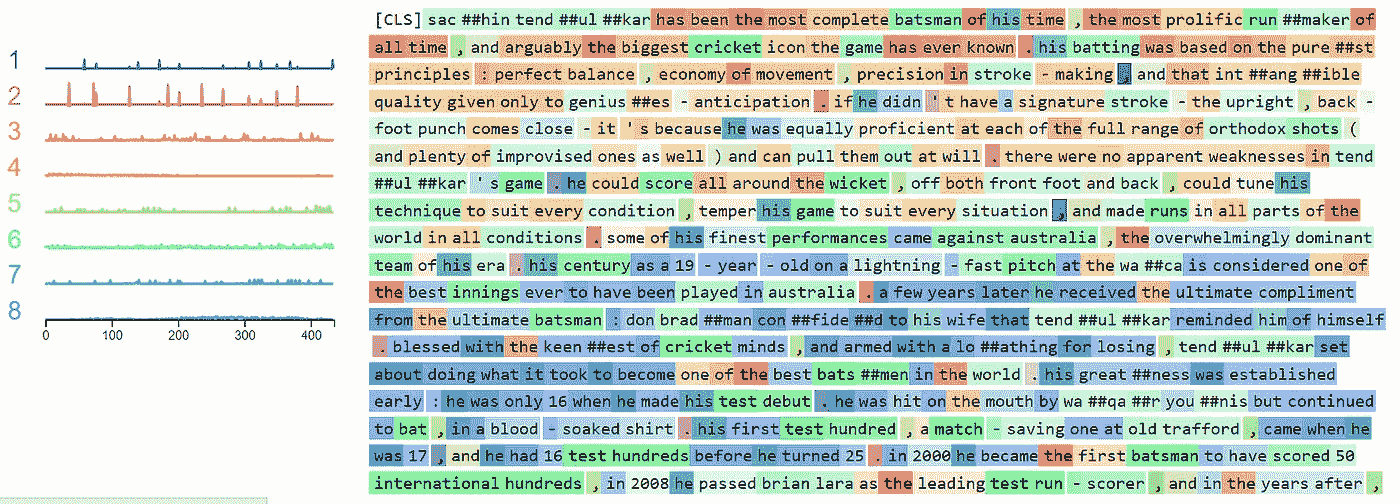 1
2
3
4
5
6
7
8
0 100 200 300 400
[CLS] sac ##hin tend ##ul ##kar has been the most complete batsman of his time , the most prolific run ##maker of
all time , and arguably the biggest cricket icon the game has ever known . his batting was based on the pure ##st
principles : perfect balance , economy of movement , precision in stroke - making , and that int ##ang ##ible
quality given only to genius ##es - anticipation . if he didn ' t have a signature stroke - the upright , back -
foot punch comes close - it ' s because he was equally proficient at each of the full range of orthodox shots (
and plenty of improvised ones as well ) and can pull them out at will . there were no apparent weaknesses in tend
##ul ##kar ' s game . he could score all around the wicket , off both front foot and back , could tune his
technique to suit every condition , temper his game to suit every situation , and made runs in all parts of the
world in all conditions . some of his finest performances came against australia , the overwhelmingly dominant
team of his era . his century as a 19 - year - old on a lightning - fast pitch at the wa ##ca is considered one of
the best innings ever to have been played in australia . a few years later he received the ultimate compliment
from the ultimate batsman : don brad ##man con ##fide ##d to his wife that tend ##ul ##kar reminded him of himself
. blessed with the keen ##est of cricket minds , and armed with a lo ##athing for losing , tend ##ul ##kar set
about doing what it took to become one of the best bats ##men in the world . his great ##ness was established
early : he was only 16 when he made his test debut . he was hit on the mouth by wa ##qa ##r you ##nis but continued
to bat , in a blood - soaked shirt . his first test hundred , a match - saving one at old trafford , came when he
was 17 , and he had 16 test hundreds before he turned 25 . in 2000 he became the first batsman to have scored 50
international hundreds , in 2008 he passed brian lara as the leading test run - scorer , and in the years after ,